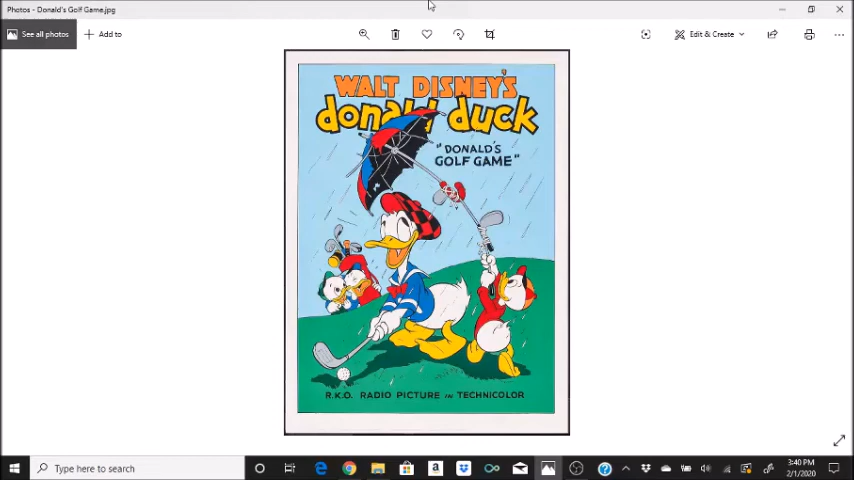 Photos - Donald's Golf Game.jpg
See all photos
Add to
Edit & Create
WALT DISNEY'S
donald duck
"DONALD'S
GOLF GAME"
R.K.O. RADIO PICTURE IN TECHNICOLOR
Type here to search
3:40 PM
2/1/2020